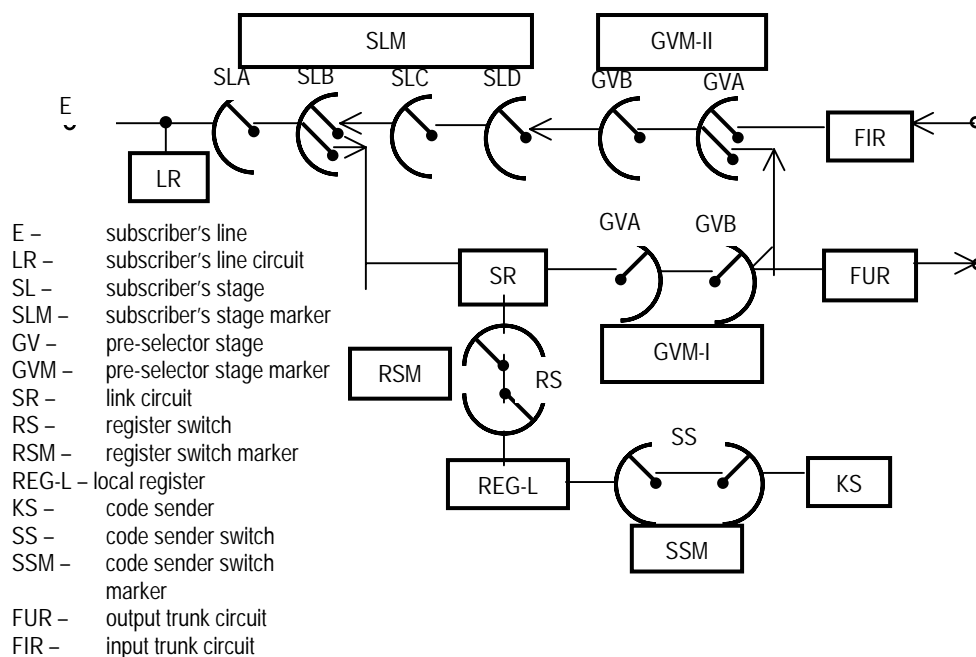 SLM
GVM-II
SLA
SLB
SLC
SLD
GVB
GVA
E
FIR
LR
GVA
GVB
SR
FUR
GVM-I
RSM
RS
SS
REG-L
KS
SSM
E – subscriber's line
LR – subscriber's line circuit
SL – subscriber's stage
SLM – subscriber's stage marker
GV – pre-selector stage
GVM – pre-selector stage marker
SR – link circuit
RS – register switch
RSM – register switch marker
REG-L – local register
KS – code sender
SS – code sender switch
SSM – code sender switch
marker
FUR – output trunk circuit
FIR – input trunk circuit